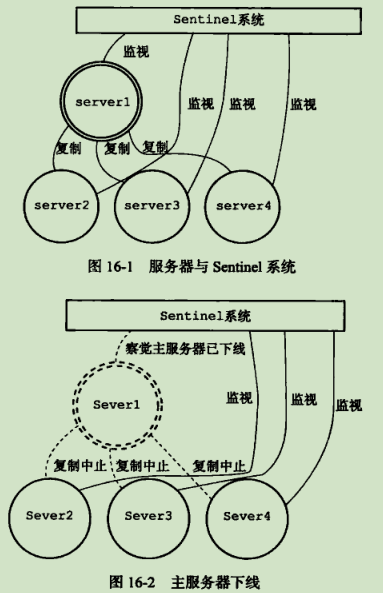 Sentinel系统
监视
server1
监视
监视
监视
复制
复制
复制
server2
server3
server4
图 16-1 服务器与 Sentinel 系统
Sentinel系统
察觉主服务器已下线
Sever1
监视
监视
监视
复制中止
复制中止
复制中止
Sever2
Sever3
Sever4
图 16-2 主服务器下线